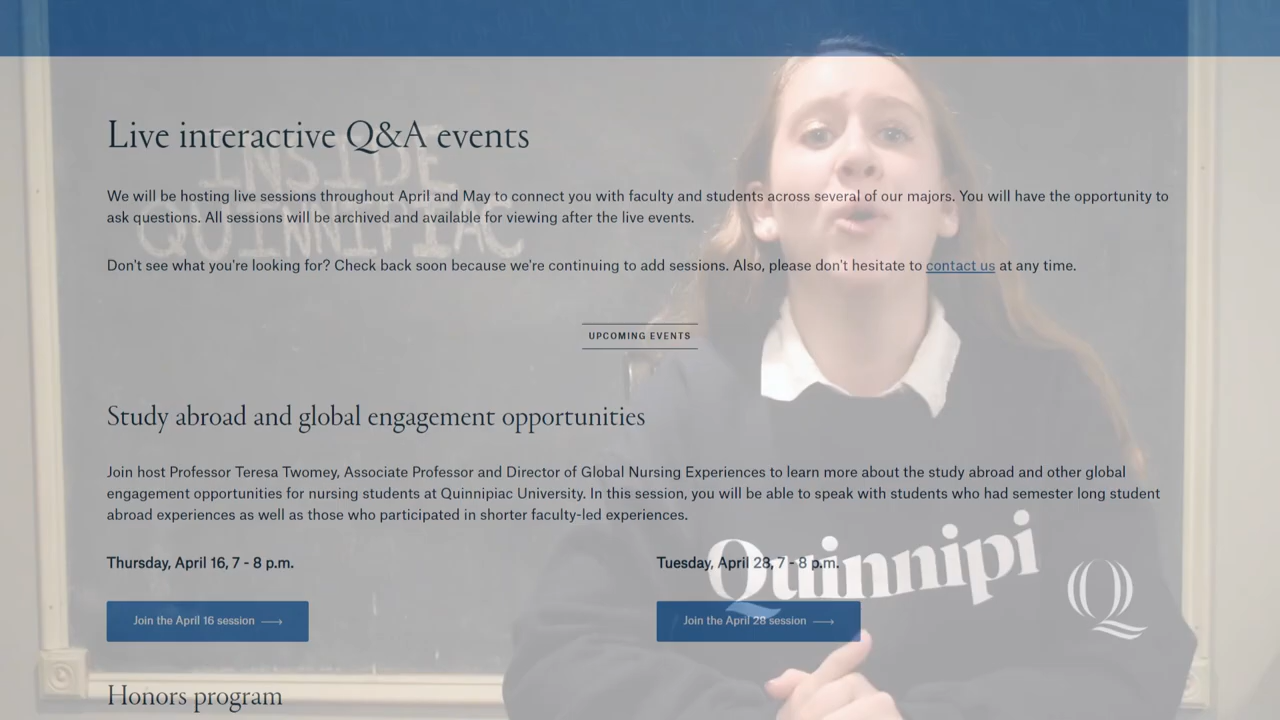 Live interactive Q&A events
INSIDE
QUINNIPIAC
We will be hosting live sessions throughout April and May to connect you with faculty and students across several of our majors. You will have the opportunity to
ask questions. All sessions will be archived and available for viewing after the live events.
Don't see what you're looking for? Check back soon because we're continuing to add sessions. Also, please don't hesitate to contact us at any time.
UPCOMING EVENTS
Study abroad and global engagement opportunities
Join host Professor Teresa Twomey, Associate Professor and Director of Global Nursing Experiences to learn more about the study abroad and other global
engagement opportunities for nursing students at Quinnipiac University. In this session, you will be able to speak with students who had semester long student
abroad experiences as well as those who participated in shorter faculty-led experiences.
Thursday, April 16, 7 - 8 p.m.
Tuesday, April 28, 7 - 8 p.m.
Quinnipi
Q
Join the April 16 session
Join the April 28 session
Honors program